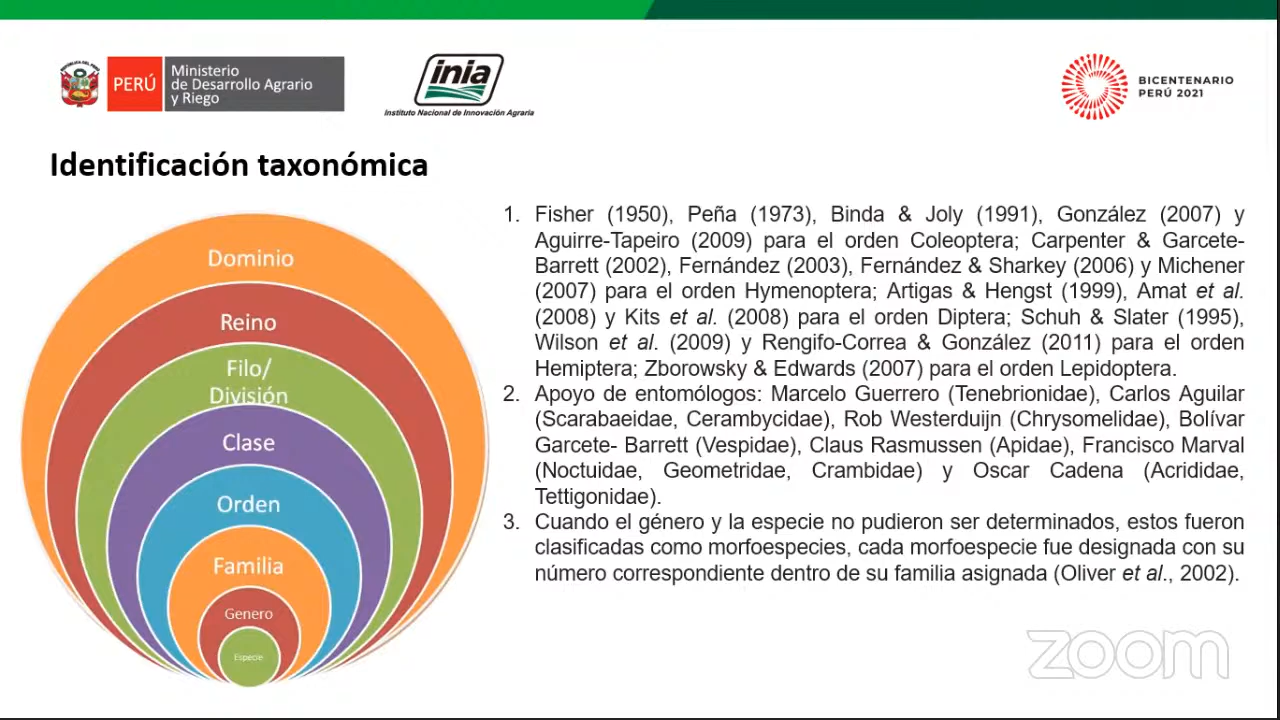 PERÚ
Ministerio
de Desarrollo Agrario
y Riego
inia
Instituto Nacional de Innovación Agraria
BICENTENARIO
PERÚ 2021
Identificación taxonómica
Dominio
Reino
Filo/
División
Clase
Orden
Familia
Genero
Especie
1. Fisher (1950), Peña (1973), Binda & Joly (1991), González (2007) y
Aguirre-Tapeiro (2009) para el orden Coleoptera; Carpenter & Garcete-
Barrett (2002), Fernández (2003), Fernández & Sharkey (2006) y Michener
(2007) para el orden Hymenoptera; Artigas & Hengst (1999), Amat et al.
(2008) y Kits et al. (2008) para el orden Diptera; Schuh & Slater (1995),
Wilson et al. (2009) y Rengifo-Correa & González (2011) para el orden
Hemiptera; Zborowsky & Edwards (2007) para el orden Lepidoptera.
2. Apoyo de entomólogos: Marcelo Guerrero (Tenebrionidae), Carlos Aguilar
(Scarabaeidae, Cerambycidae), Rob Westerduijn (Chrysomelidae), Bolívar
Garcete- Barrett (Vespidae), Claus Rasmussen (Apidae), Francisco Marval
(Noctuidae, Geometridae, Crambidae) y Oscar Cadena (Acrididae,
Tettigonidae).
3. Cuando el género y la especie no pudieron ser determinados, estos fueron
clasificadas como morfoespecies, cada morfoespecie fue designada con su
número correspondiente dentro de su familia asignada (Oliver et al., 2002).
zoom